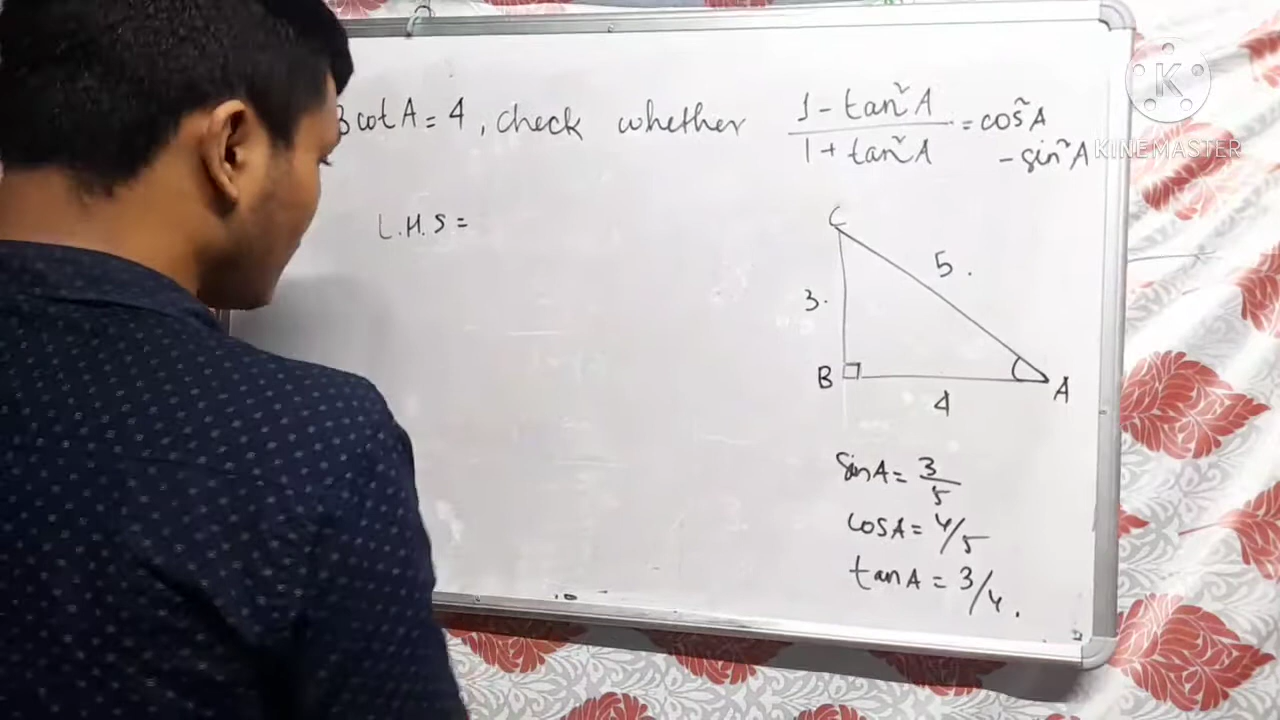 3 cot A = 4, check whether (1 - tan²A)/(1 + tan²A) = cos²A - sin²A
K
KINEMASTER
L.H.S =
C
5.
3.
B
A
4
sin A = 3/5
cos A = 4/5
tan A = 3/4.